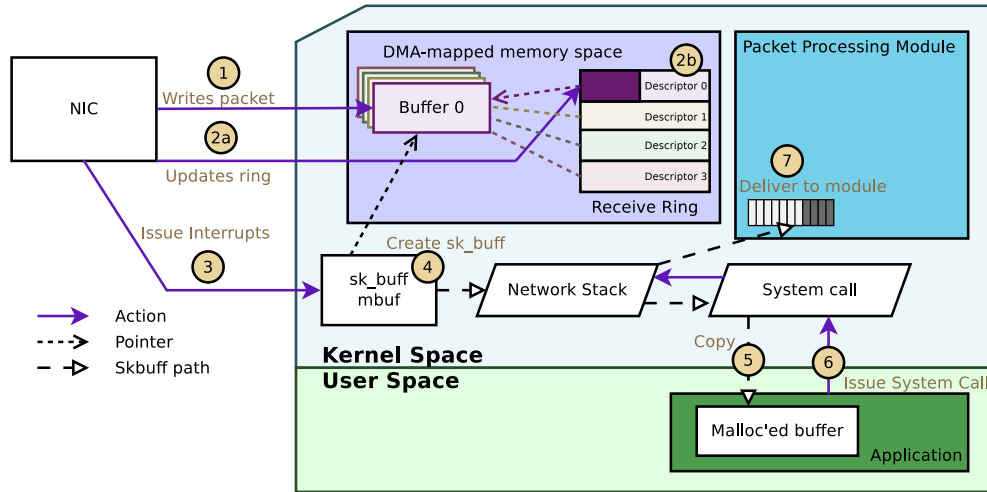 DMA-mapped memory space
Packet Processing Module
NIC
1
Writes packet
2a
Updates ring
Buffer 0
2b
Descriptor 0
Descriptor 1
Descriptor 2
Descriptor 3
Receive Ring
7
Deliver to module
Issue Interrupts
3
Create sk_buff
4
sk_buff
mbuf
Network Stack
System call
Action
Pointer
Skbuff path
Kernel Space
User Space
Copy
5
6
Issue System Call
Malloc'ed buffer
Application